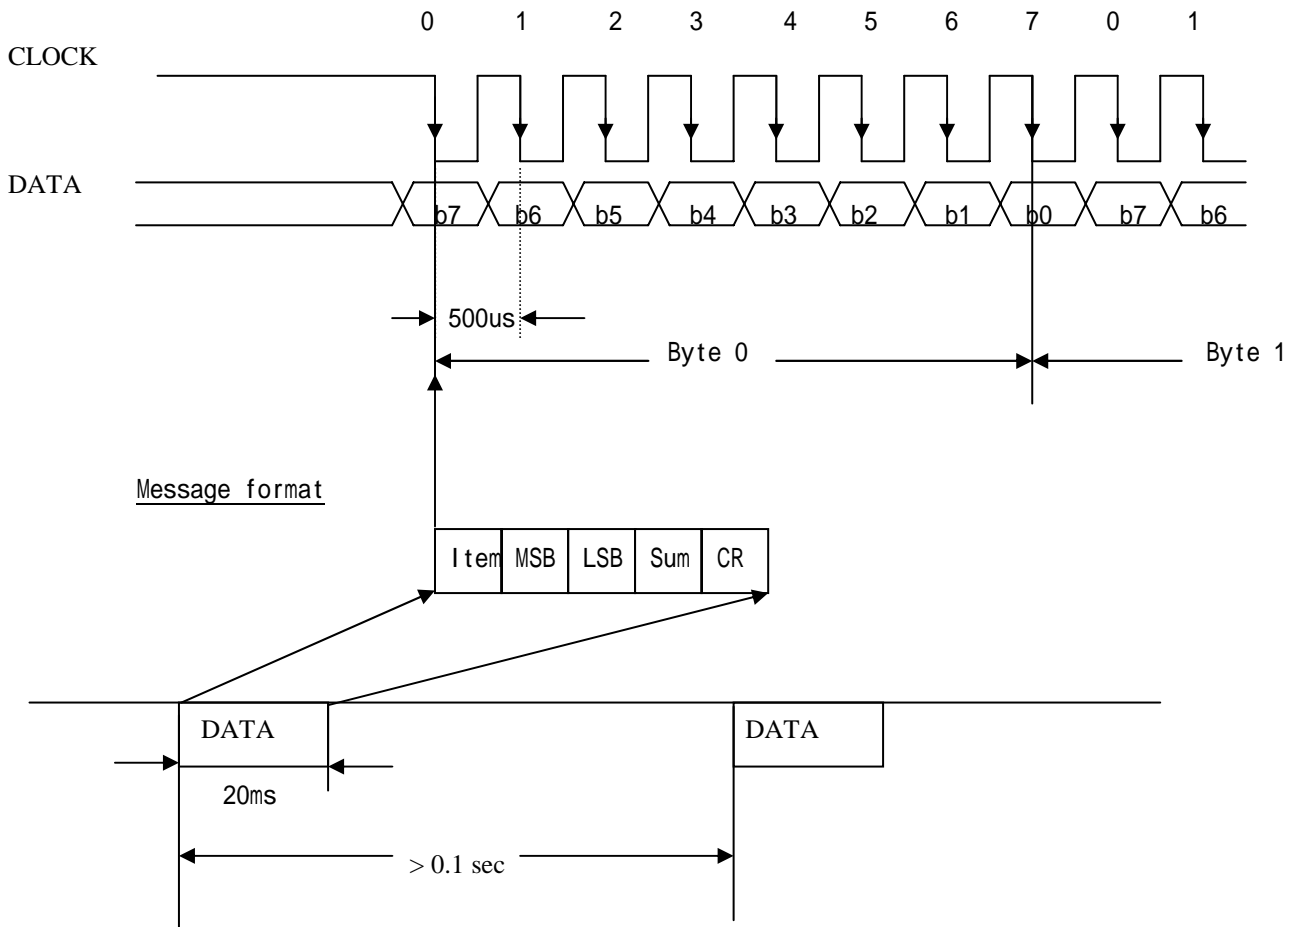 0 1 2 3 4 5 6 7 0 1
CLOCK
DATA
b7 b6 b5 b4 b3 b2 b1 b0 b7 b6
500us
Byte 0 Byte 1
Message format
Item MSB LSB Sum CR
DATA DATA
20ms
> 0.1 sec